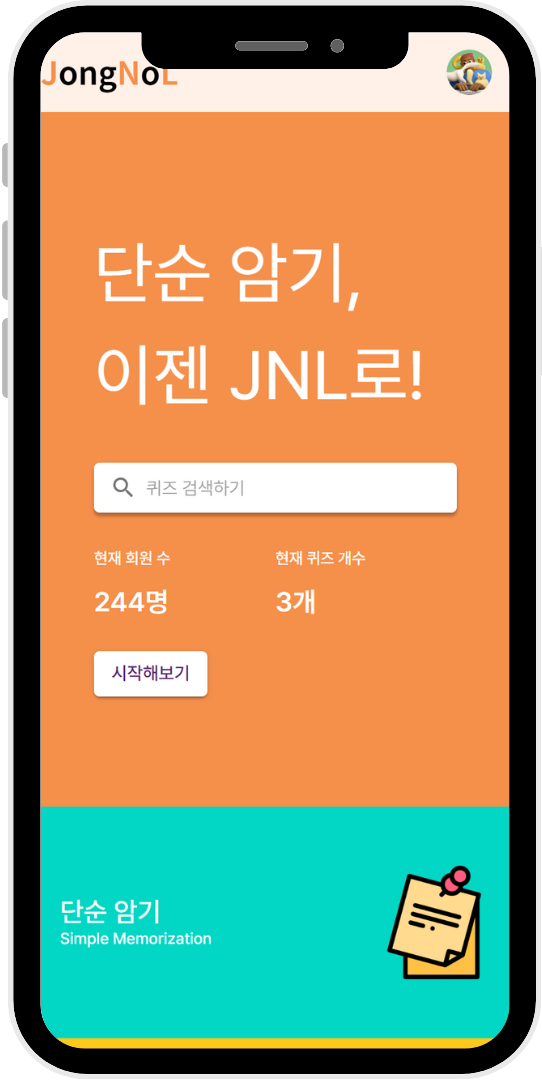 JongNoL
단순 암기,
이젠 JNL로!
퀴즈 검색하기
현재 회원 수
현재 퀴즈 개수
244명
3개
시작해보기
단순 암기
Simple Memorization